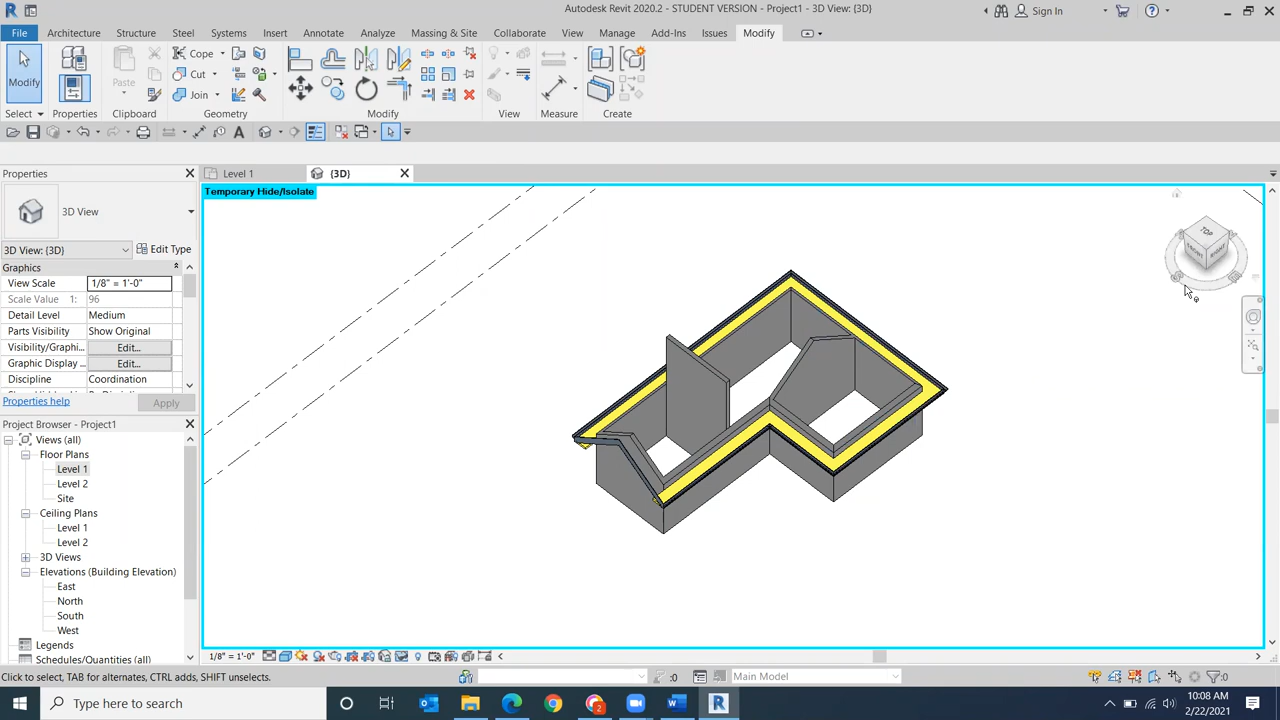 Autodesk Revit 2020.2 - STUDENT VERSION - Project1 - 3D View: {3D}
Sign In
File Architecture Structure Steel Systems Insert Annotate Analyze Massing & Site Collaborate View Manage Add-Ins Issues Modify
Modify
Paste
Cope
Cut
Join
Select Properties Clipboard Geometry Modify View Measure Create
Properties
Level 1
{3D}
Temporary Hide/Isolate
3D View
3D View: {3D}
Edit Type
Graphics
View Scale 1/8" = 1'-0"
Scale Value 1: 96
Detail Level Medium
Parts Visibility Show Original
Visibility/Graphi... Edit...
Graphic Display ... Edit...
Discipline Coordination
Properties help
Apply
TOP
FRONT
RIGHT
Project Browser - Project1
Views (all)
Floor Plans
Level 1
Level 2
Site
Ceiling Plans
Level 1
Level 2
3D Views
Elevations (Building Elevation)
East
North
South
West
Legends
Schedules/Quantities (all)
1/8" = 1'-0"
Click to select, TAB for alternates, CTRL adds, SHIFT unselects.
:0
Main Model
:0
Type here to search
2
W
R
10:08 AM
2/22/2021